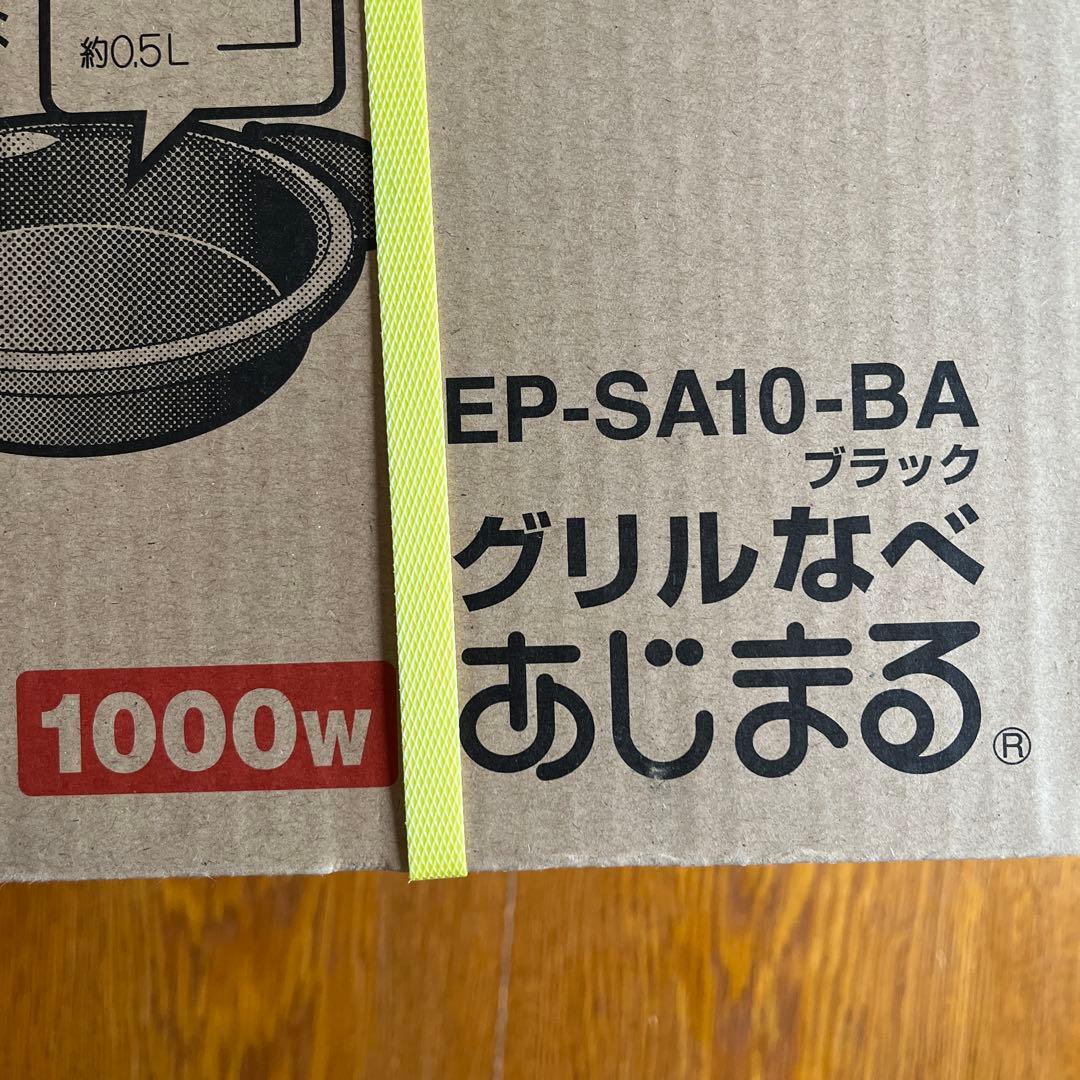 約0.5L
EP-SA10-BA
ブラック
グリルなべ
あじまる®
1000W